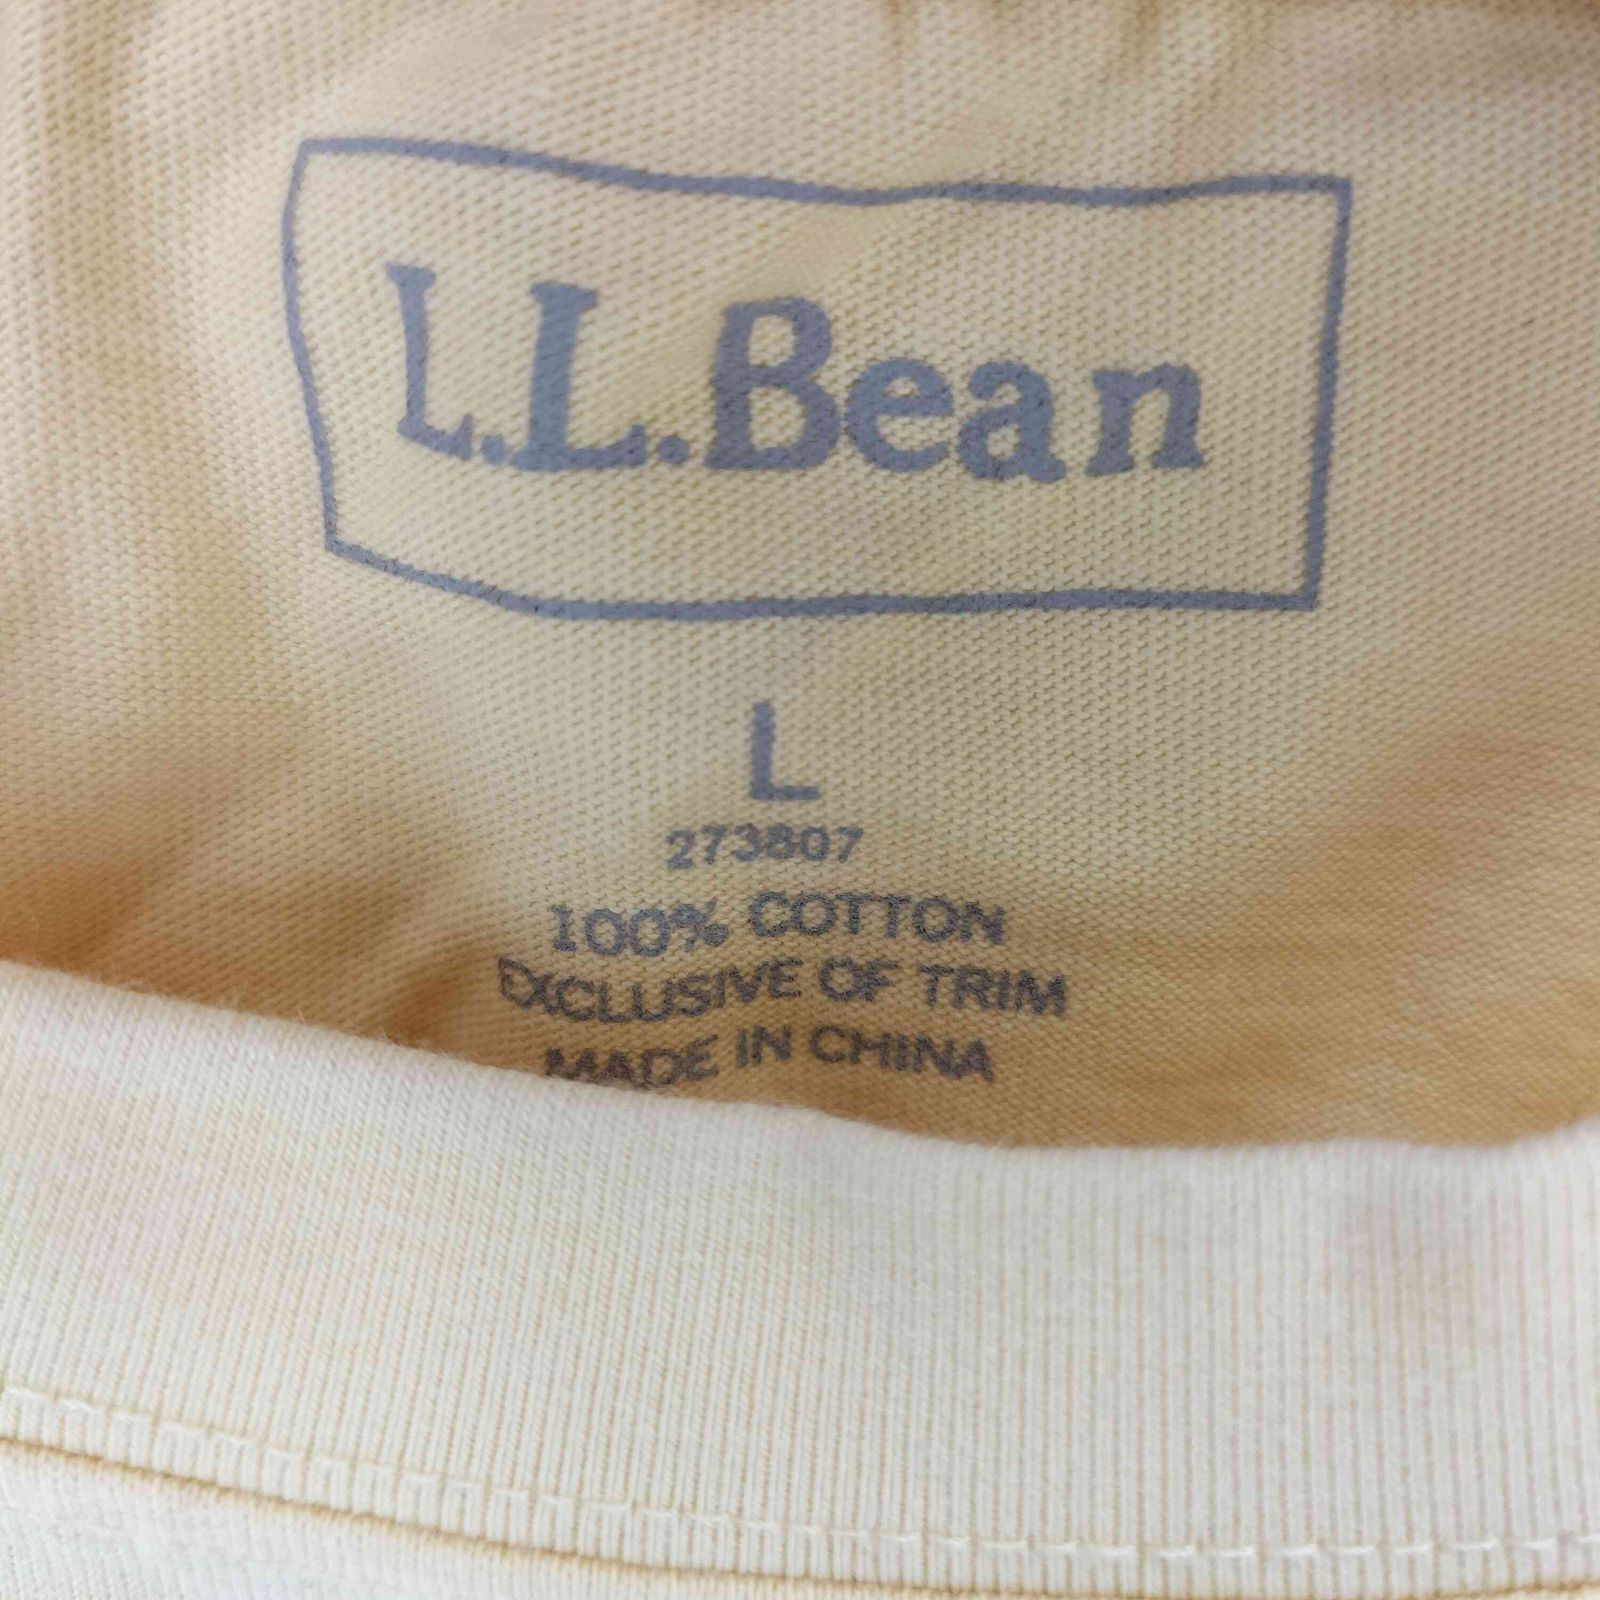 L.L.Bean
L
273807
100% COTTON
EXCLUSIVE OF TRIM
MADE IN CHINA